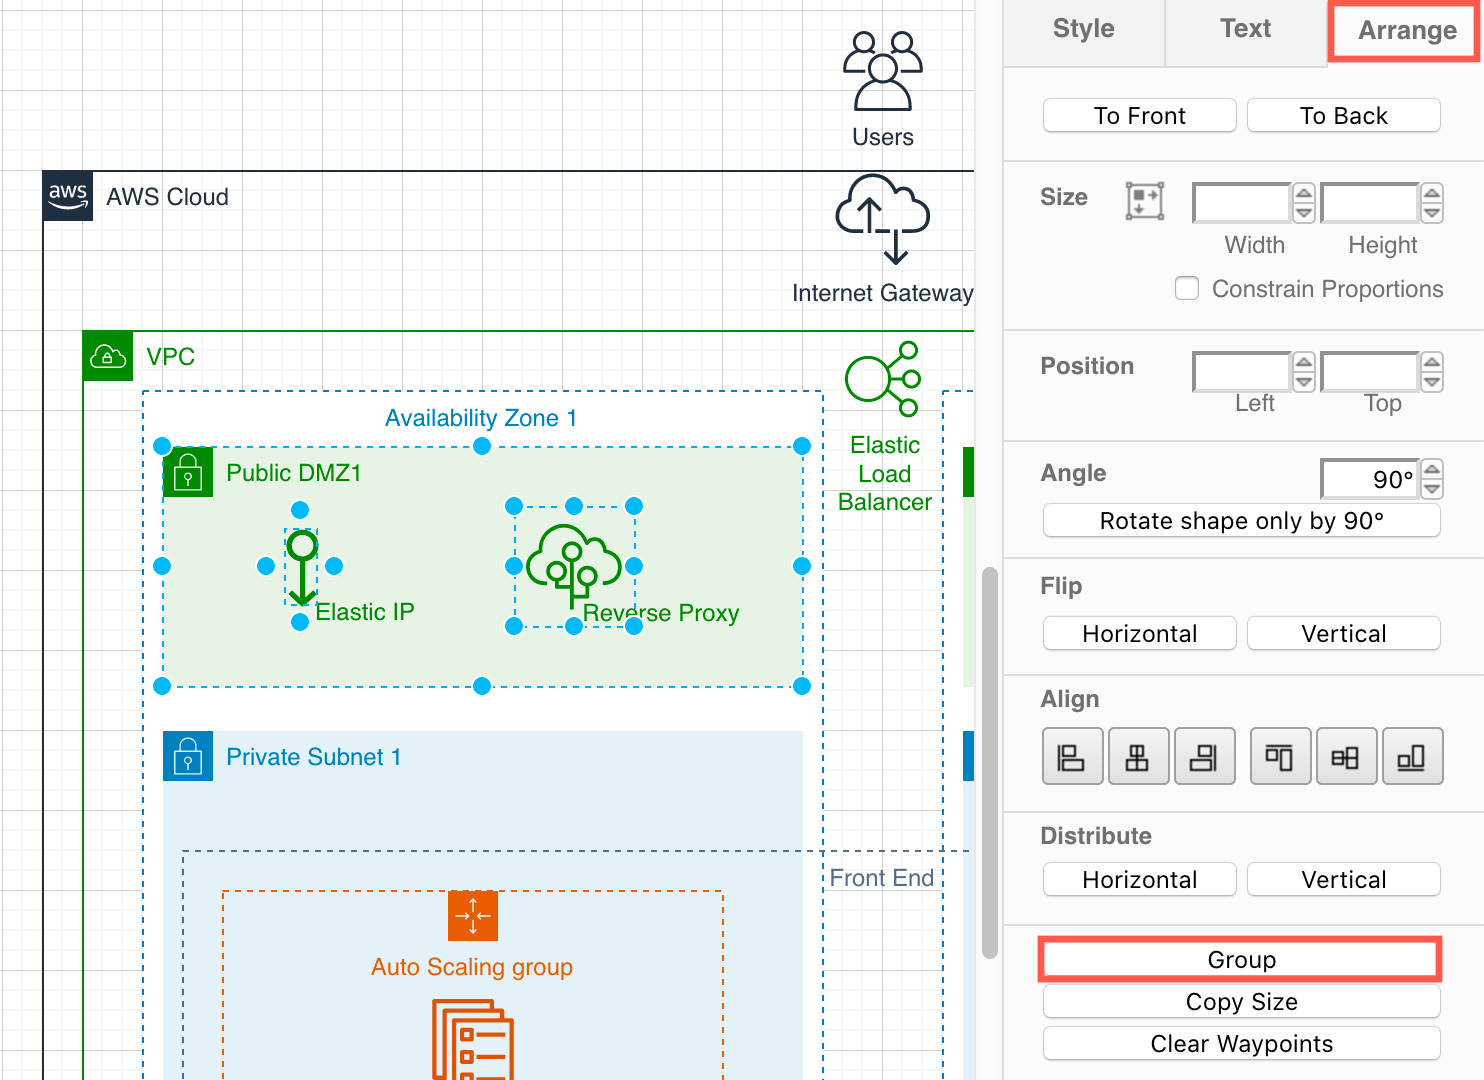 Users
aws
AWS Cloud
Internet Gateway
VPC
Availability Zone 1
Elastic
Load
Balancer
Public DMZ1
Elastic IP
Reverse Proxy
Private Subnet 1
Front End
Auto Scaling group
Style
Text
Arrange
To Front
To Back
Size
Width
Height
Constrain Proportions
Position
Left
Top
Angle
90°
Rotate shape only by 90°
Flip
Horizontal
Vertical
Align
Distribute
Horizontal
Vertical
Group
Copy Size
Clear Waypoints